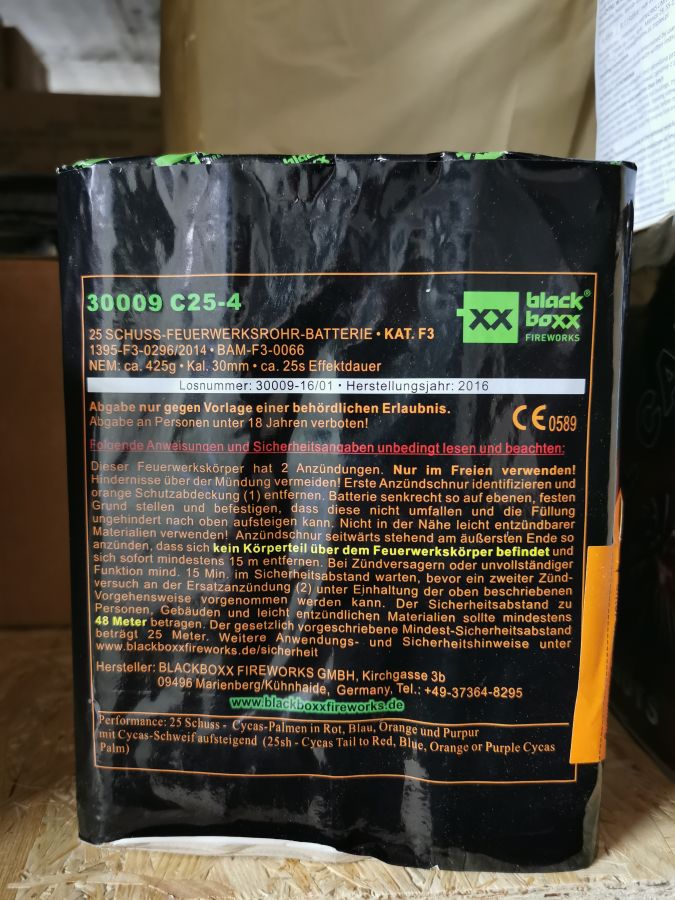 30009 C25-4
black
boxx®
FIREWORKS
XX
25 SCHUSS-FEUERWERKSROHR-BATTERIE • KAT. F3
1395-F3-0296/2014 • BAM-F3-0066
NEM: ca. 425g • Kal. 30mm • ca. 25s Effektdauer
Losnummer: 30009-16/01 • Herstellungsjahr: 2016
Abgabe nur gegen Vorlage einer behördlichen Erlaubnis.
Abgabe an Personen unter 18 Jahren verboten!
CE 0589
Folgende Anweisungen und Sicherheitsangaben unbedingt lesen und beachten:
Dieser Feuerwerkskörper hat 2 Anzündungen. Nur im Freien verwenden!
Hindernisse über der Mündung vermeiden! Erste Anzündschnur identifizieren und
orange Schutzabdeckung (1) entfernen. Batterie senkrecht so auf ebenen, festen
Grund stellen und befestigen, dass diese nicht umfallen und die Füllung
ungehindert nach oben aufsteigen kann. Nicht in der Nähe leicht entzündbarer
Materialien verwenden! Anzündschnur seitwärts stehend am äußersten Ende so
anzünden, dass sich kein Körperteil über dem Feuerwerkskörper befindet und
sich sofort mindestens 15 m entfernen. Bei Zündversagern oder unvollständiger
Funktion mind. 15 Min. im Sicherheitsabstand warten, bevor ein zweiter Zünd-
versuch an der Ersatzanzündung (2) unter Einhaltung der oben beschriebenen
Vorgehensweise vorgenommen werden kann. Der Sicherheitsabstand zu
Personen, Gebäuden und leicht entzündlichen Materialien sollte mindestens
48 Meter betragen. Der gesetzlich vorgeschriebene Mindest-Sicherheitsabstand
beträgt 25 Meter. Weitere Anwendungs- und Sicherheitshinweise unter
www.blackboxxfireworks.de/sicherheit
Hersteller: BLACKBOXX FIREWORKS GMBH, Kirchgasse 3b
09496 Marienberg/Kühnhaide, Germany, Tel.: +49-37364-8295
www.blackboxxfireworks.de
Performance: 25 Schuss - Cycas-Palmen in Rot, Blau, Orange und Purpur
mit Cycas-Schweif aufsteigend (25sh - Cycas Tail to Red, Blue, Orange or Purple Cycas
Palm)